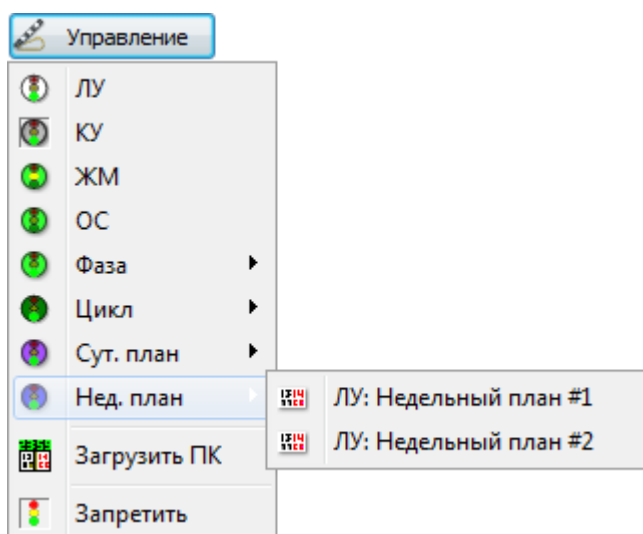 Управление
ЛУ
КУ
ЖМ
ОС
Фаза
Цикл
Сут. план
Нед. план
ЛУ: Недельный план #1
ЛУ: Недельный план #2
Загрузить ПК
Запретить